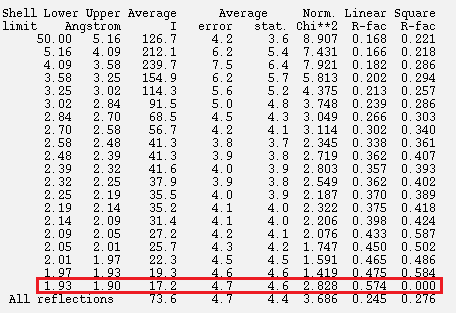 Shell Lower Upper Average Average Norm. Linear Square
limit Angstrom I error stat. Chi**2 R-fac R-fac
50.00 5.16 126.7 4.2 3.6 8.907 0.168 0.221
5.16 4.09 212.1 6.2 5.4 7.431 0.166 0.218
4.09 3.58 239.7 7.5 6.4 7.921 0.182 0.286
3.58 3.25 154.9 6.2 5.7 5.813 0.202 0.294
3.25 3.02 114.3 5.6 5.2 4.375 0.213 0.257
3.02 2.84 91.5 5.0 4.8 3.748 0.239 0.286
2.84 2.70 68.5 4.5 4.3 3.049 0.266 0.303
2.70 2.58 56.7 4.2 4.1 3.114 0.302 0.340
2.58 2.48 41.3 3.8 3.7 2.345 0.338 0.361
2.48 2.39 41.3 3.9 3.8 2.719 0.362 0.407
2.39 2.32 41.6 4.0 3.9 2.803 0.357 0.393
2.32 2.25 37.9 3.9 3.8 2.549 0.362 0.402
2.25 2.19 35.5 4.0 3.9 2.187 0.370 0.389
2.19 2.14 35.2 4.1 4.0 2.322 0.375 0.418
2.14 2.09 31.4 4.1 4.0 2.206 0.398 0.424
2.09 2.05 27.2 4.2 4.1 2.076 0.433 0.587
2.05 2.01 25.7 4.3 4.2 1.747 0.450 0.502
2.01 1.97 22.3 4.5 4.5 1.591 0.465 0.486
1.97 1.93 19.3 4.6 4.6 1.419 0.475 0.584
1.93 1.90 17.2 4.7 4.6 2.828 0.574 0.000
All reflections 73.6 4.7 4.4 3.686 0.245 0.276